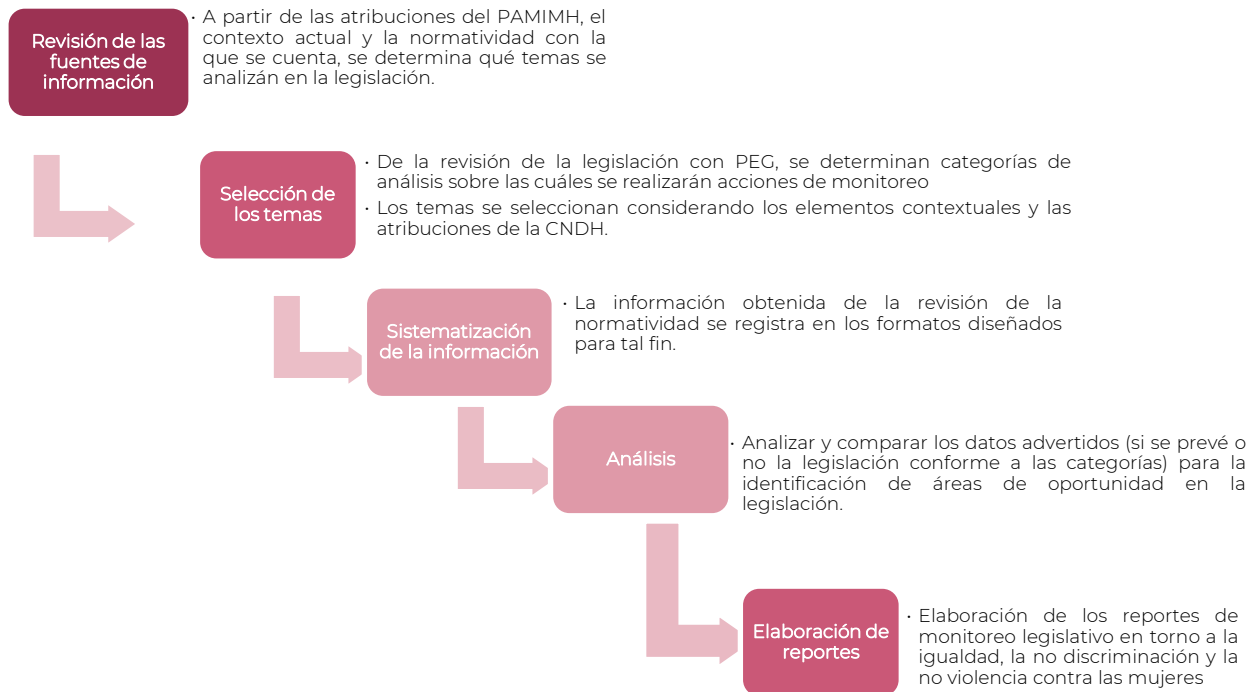 Revisión de las
fuentes de
información
· A partir de las atribuciones del PAMIMH, el
contexto actual y la normatividad con la
que se cuenta, se determina qué temas se
analizán en la legislación.
Selección de
los temas
· De la revisión de la legislación con PEG, se determinan categorías de
análisis sobre las cuáles se realizarán acciones de monitoreo
· Los temas se seleccionan considerando los elementos contextuales y las
atribuciones de la CNDH.
Sistematización
de la información
· La información obtenida de la revisión de la
normatividad se registra en los formatos diseñados
para tal fin.
Análisis
· Analizar y comparar los datos advertidos (si se prevé o
no la legislación conforme a las categorías) para la
identificación de áreas de oportunidad en la
legislación.
Elaboración de
reportes
· Elaboración de los reportes de
monitoreo legislativo en torno a la
igualdad, la no discriminación y la
no violencia contra las mujeres